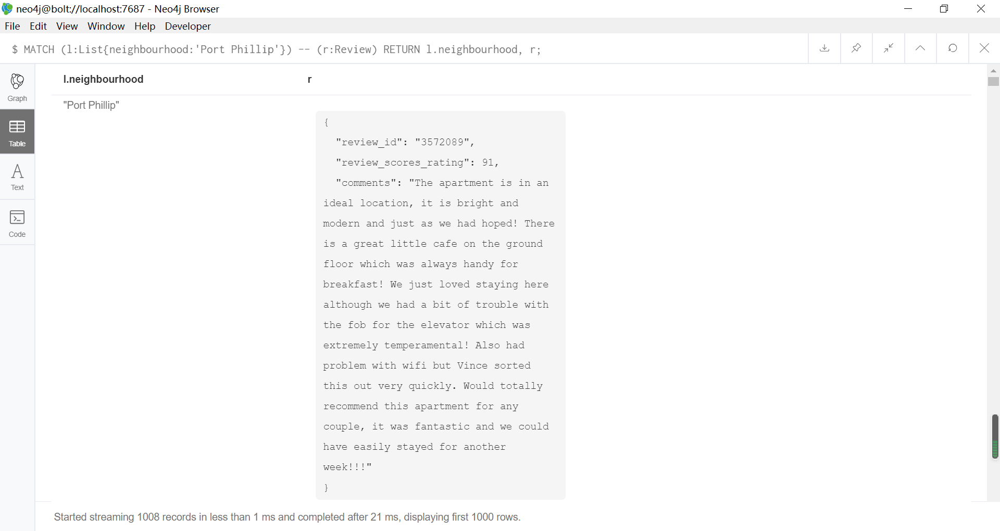 neo4j@bolt://localhost:7687 - Neo4j Browser
File Edit View Window Help Developer
$ MATCH (l:List{neighbourhood:'Port Phillip'}) -- (r:Review) RETURN l.neighbourhood, r;
Graph
Table
Text
Code
l.neighbourhood r
"Port Phillip"
{
"review_id": "3572089",
"review_scores_rating": 91,
"comments": "The apartment is in an
ideal location, it is bright and
modern and just as we had hoped! There
is a great little cafe on the ground
floor which was always handy for
breakfast! We just loved staying here
although we had a bit of trouble with
the fob for the elevator which was
extremely temperamental! Also had
problem with wifi but Vince sorted
this out very quickly. Would totally
recommend this apartment for any
couple, it was fantastic and we could
have easily stayed for another
week!!!"
}
Started streaming 1008 records in less than 1 ms and completed after 21 ms, displaying first 1000 rows.